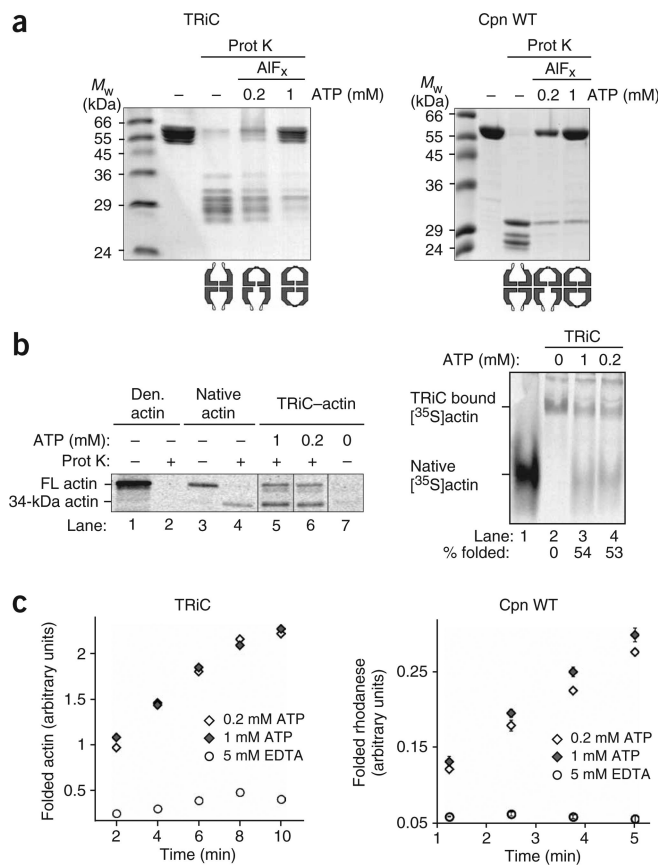 a
TRiC
Prot K
AlFx
Mw (kDa)
– – 0.2 1 ATP (mM)
66
55
45
36
29
24
Cpn WT
Prot K
AlFx
Mw (kDa)
– – 0.2 1 ATP (mM)
66
55
45
36
29
24
b
Den. actin
Native actin
TRiC–actin
ATP (mM): – – – – 1 0.2 0
Prot K: – + – + + + –
FL actin
34-kDa actin
Lane: 1 2 3 4 5 6 7
TRiC
ATP (mM): 0 1 0.2
TRiC bound
[35S]actin
Native
[35S]actin
Lane: 1 2 3 4
% folded: 0 54 53
c
TRiC
Folded actin (arbitrary units)
2
1.5
1
0.5
0.2 mM ATP
1 mM ATP
5 mM EDTA
2 4 6 8 10
Time (min)
Cpn WT
Folded rhodanese
(arbitrary units)
0.25
0.15
0.05
0.2 mM ATP
1 mM ATP
5 mM EDTA
1 2 3 4 5
Time (min)